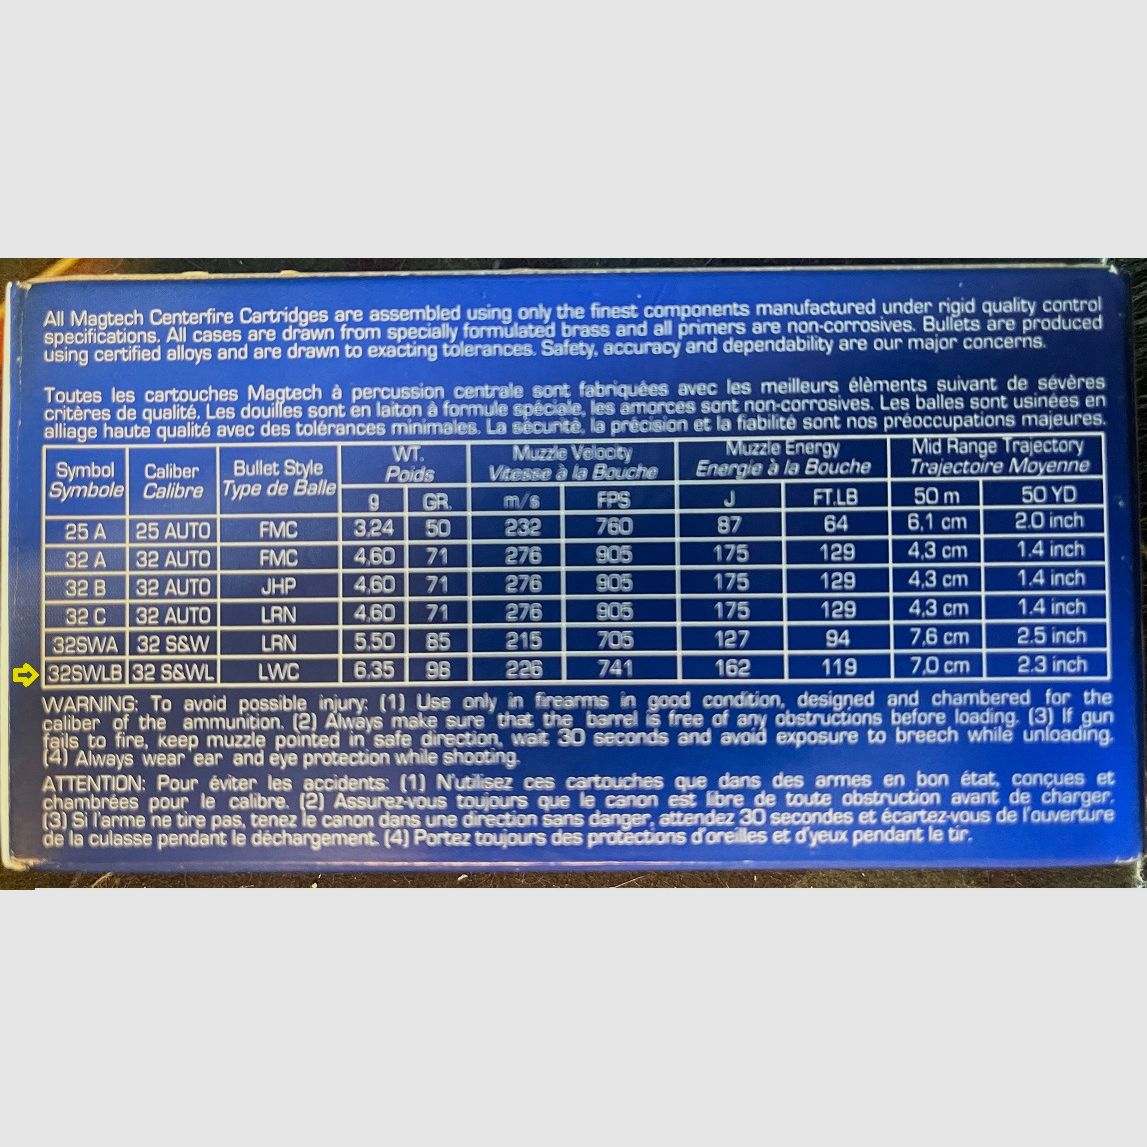 All Magtech Centerfire Cartridges are assembled using only the finest components manufactured under rigid quality control
specifications. All cases are drawn from specially formulated brass and all primers are non-corrosives. Bullets are produced
using certified alloys and are drawn to exacting tolerances. Safety, accuracy and dependability are our major concerns.
Toutes les cartouches Magtech à percussion centrale sont fabriquées avec les meilleurs élèments suivant de sévères
critères de qualité. Les douilles sont en laiton à formule spéciale, les amorces sont non-corrosives. Les balles sont usinées en
alliage haute qualité avec des tolérances minimales. La sécurité, la précision et la fiabilité sont nos préoccupations majeures.
Symbol Caliber Bullet Style WT. Muzzle Velocity Muzzle Energy Mid Range Trajectory
Symbole Calibre Type de Balle Poids Vitesse à la Bouche Energie à la Bouche Trajectoire Moyenne
g GR. m/s FPS J FT.LB 50 m 50 YD
25 A 25 AUTO FMC 3,24 50 232 760 87 64 6,1 cm 2.0 inch
32 A 32 AUTO FMC 4,60 71 276 905 175 129 4,3 cm 1.4 inch
32 B 32 AUTO JHP 4,60 71 276 905 175 129 4,3 cm 1.4 inch
32 C 32 AUTO LRN 4,60 71 276 905 175 129 4,3 cm 1.4 inch
32SWA 32 S&W LRN 5,50 85 215 705 127 94 7,6 cm 2.5 inch
32SWLB 32 S&WL LWC 6,35 98 226 741 162 119 7,0 cm 2.3 inch
WARNING: To avoid possible injury: (1) Use only in firearms in good condition, designed and chambered for the
caliber of the ammunition. (2) Always make sure that the barrel is free of any obstructions before loading. (3) If gun
fails to fire, keep muzzle pointed in safe direction, wait 30 seconds and avoid exposure to breech while unloading.
(4) Always wear ear and eye protection while shooting.
ATTENTION: Pour éviter les accidents: (1) N'utilisez ces cartouches que dans des armes en bon état, conçues et
chambrées pour le calibre. (2) Assurez-vous toujours que le canon est libre de toute obstruction avant de charger.
(3) Si l'arme ne tire pas, tenez le canon dans une direction sans danger, attendez 30 secondes et écartez-vous de l'ouverture
de la culasse pendant le déchargement. (4) Portez toujours des protections d'oreilles et d'yeux pendant le tir.